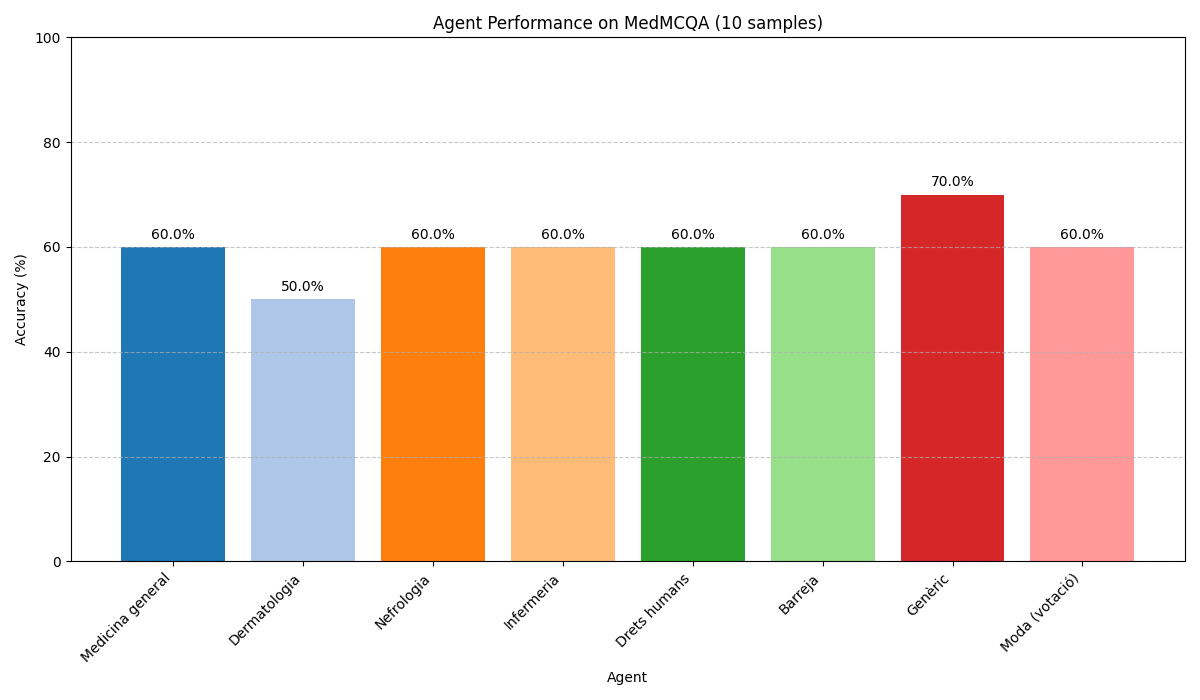 Agent Performance on MedMCQA (10 samples)
Accuracy (%)
100
80
60
40
20
0
60.0%
50.0%
60.0%
60.0%
60.0%
60.0%
70.0%
60.0%
Medicina general
Dermatologia
Nefrologia
Infermeria
Drets humans
Barreja
Genèric
Moda (votació)
Agent